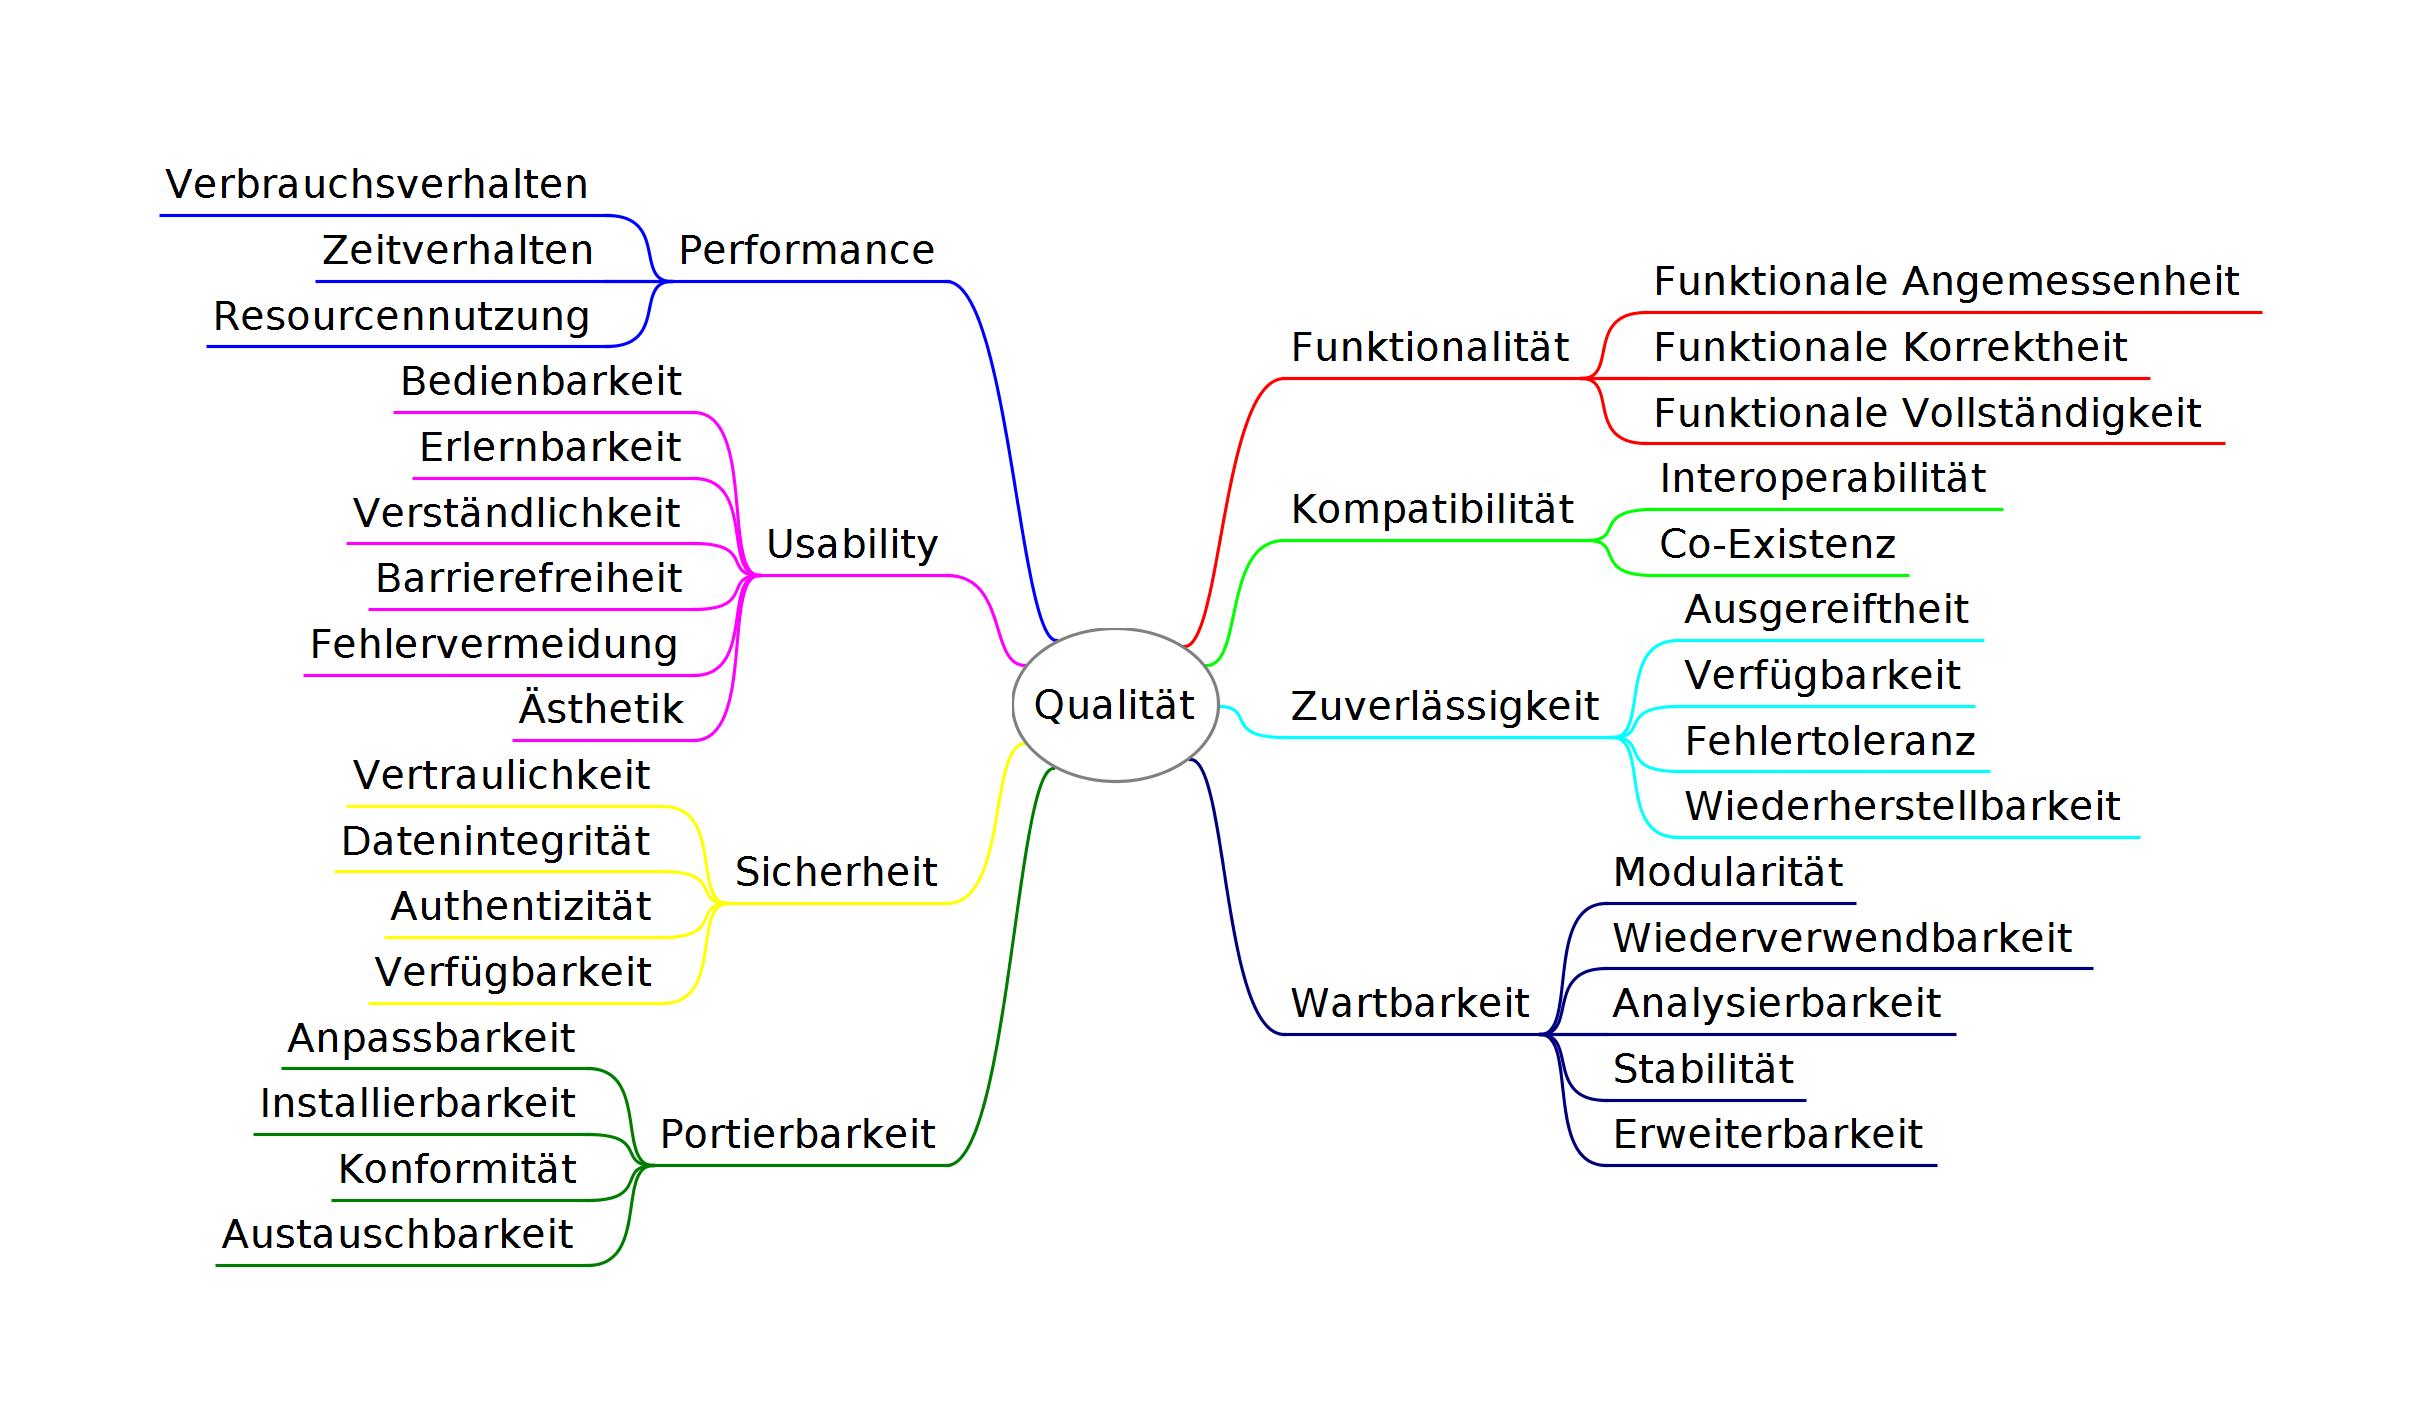 Qualität
Performance
Verbrauchsverhalten
Zeitverhalten
Resourcennutzung
Usability
Bedienbarkeit
Erlernbarkeit
Verständlichkeit
Barrierefreiheit
Fehlervermeidung
Ästhetik
Sicherheit
Vertraulichkeit
Datenintegrität
Authentizität
Verfügbarkeit
Portierbarkeit
Anpassbarkeit
Installierbarkeit
Konformität
Austauschbarkeit
Funktionalität
Funktionale Angemessenheit
Funktionale Korrektheit
Funktionale Vollständigkeit
Kompatibilität
Interoperabilität
Co-Existenz
Zuverlässigkeit
Ausgereiftheit
Verfügbarkeit
Fehlertoleranz
Wiederherstellbarkeit
Wartbarkeit
Modularität
Wiederverwendbarkeit
Analysierbarkeit
Stabilität
Erweiterbarkeit